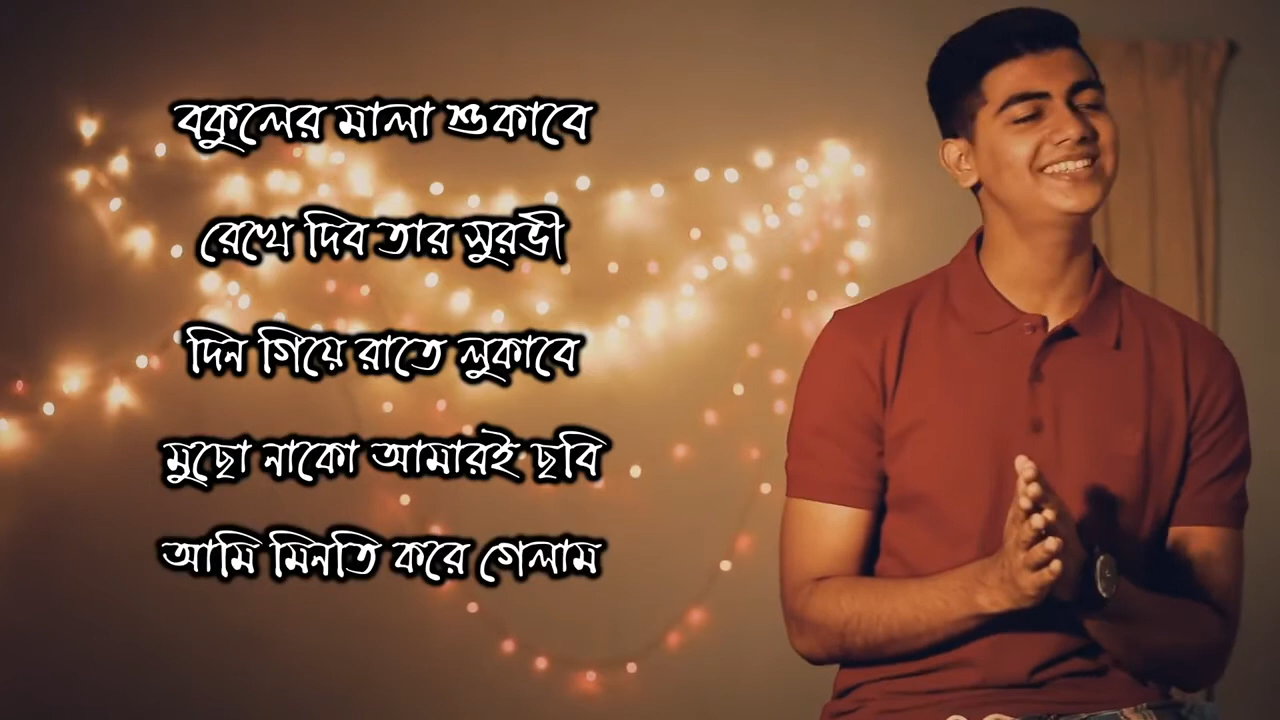 বকুলের মালা শুকাবে
রেখে দিব তার সুরভী
দিন গিয়ে রাতে লুকাবে
মুছো নাকো আমারই ছবি
আমি মিনতি করে গেলাম